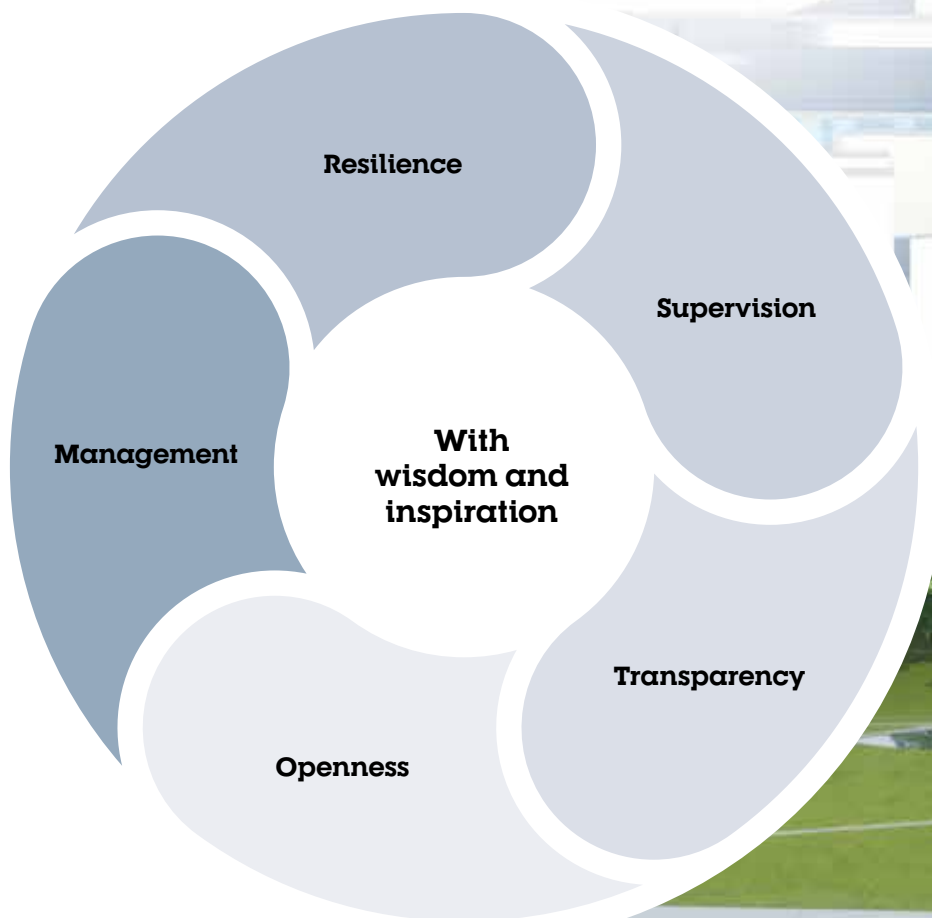 Resilience
Supervision
Management
With
wisdom and
inspiration
Transparency
Openness